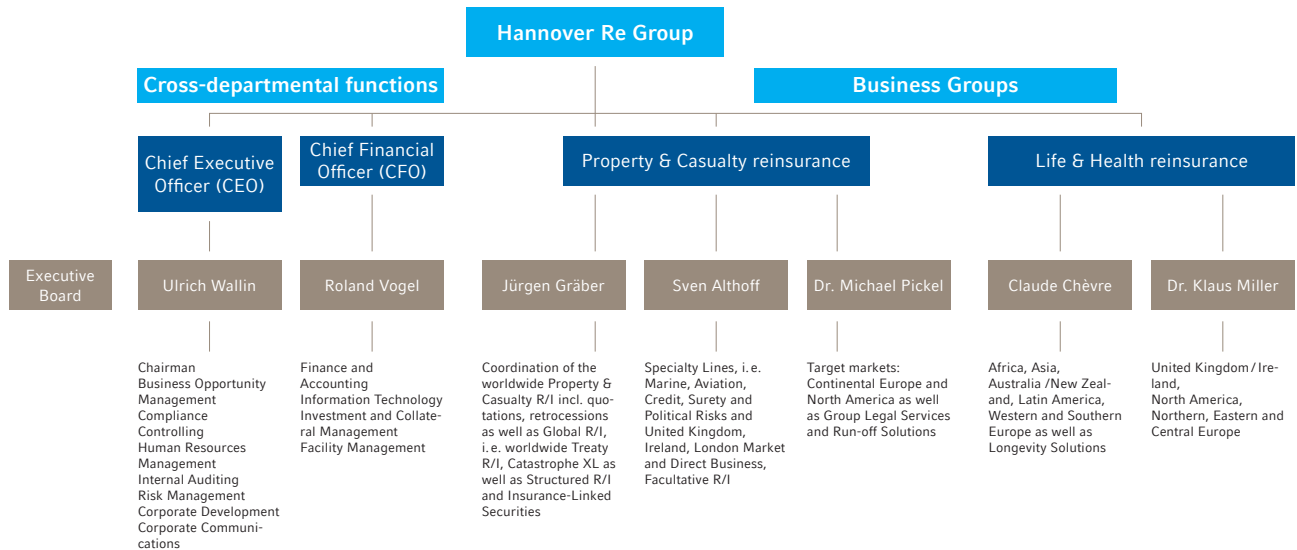 Hannover Re Group
Cross-departmental functions
Business Groups
Chief Executive
Officer (CEO)
Chief Financial
Officer (CFO)
Property & Casualty reinsurance
Life & Health reinsurance
Executive
Board
Ulrich Wallin
Roland Vogel
Jürgen Gräber
Sven Althoff
Dr. Michael Pickel
Claude Chèvre
Dr. Klaus Miller
Chairman
Business Opportunity
Management
Compliance
Controlling
Human Resources
Management
Internal Auditing
Risk Management
Corporate Development
Corporate Communi-
cations
Finance and
Accounting
Information Technology
Investment and Collate-
ral Management
Facility Management
Coordination of the
worldwide Property &
Casualty R/I incl. quo-
tations, retrocessions
as well as Global R/I,
i.e. worldwide Treaty
R/I, Catastrophe XL as
well as Structured R/I
and Insurance-Linked
Securities
Specialty Lines, i.e.
Marine, Aviation,
Credit, Surety and
Political Risks and
United Kingdom,
Ireland, London Market
and Direct Business,
Facultative R/I
Target markets:
Continental Europe and
North America as well
as Group Legal Services
and Run-off Solutions
Africa, Asia,
Australia /New Zeal-
and, Latin America,
Western and Southern
Europe as well as
Longevity Solutions
United Kingdom/Ire-
land,
North America,
Northern, Eastern and
Central Europe